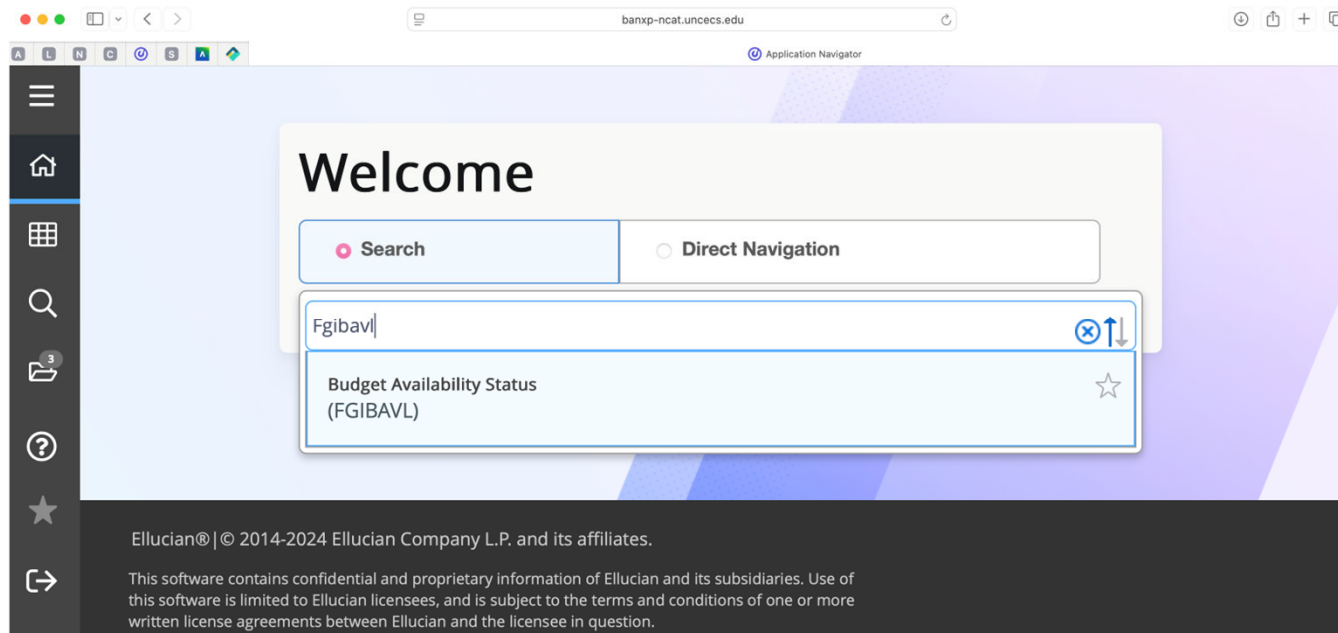 banxp-ncat.uncecs.edu
A L N C S
Application Navigator
Welcome
Search
Direct Navigation
Fgibavl
Budget Availability Status
(FGIBAVL)
3
Ellucian®|© 2014-2024 Ellucian Company L.P. and its affiliates.
This software contains confidential and proprietary information of Ellucian and its subsidiaries. Use of
this software is limited to Ellucian licensees, and is subject to the terms and conditions of one or more
written license agreements between Ellucian and the licensee in question.